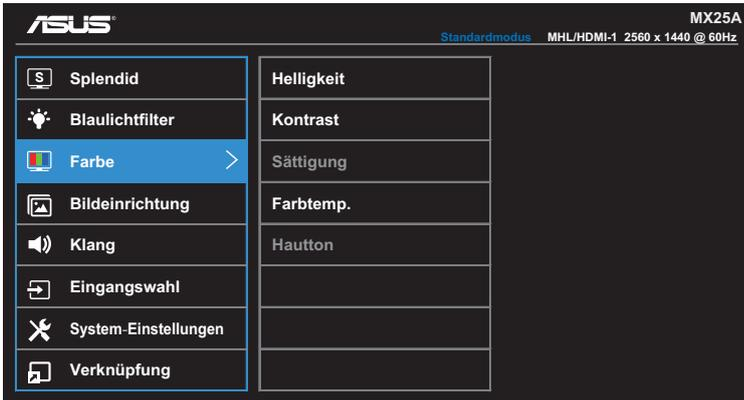 ASUS
MX25A
Standardmodus MHL/HDMI-1 2560 x 1440 @ 60Hz
S Splendid
Blaulichtfilter
Farbe
Bildeinrichtung
Klang
Eingangswahl
System-Einstellungen
Verknüpfung
Helligkeit
Kontrast
Sättigung
Farbtemp.
Hautton